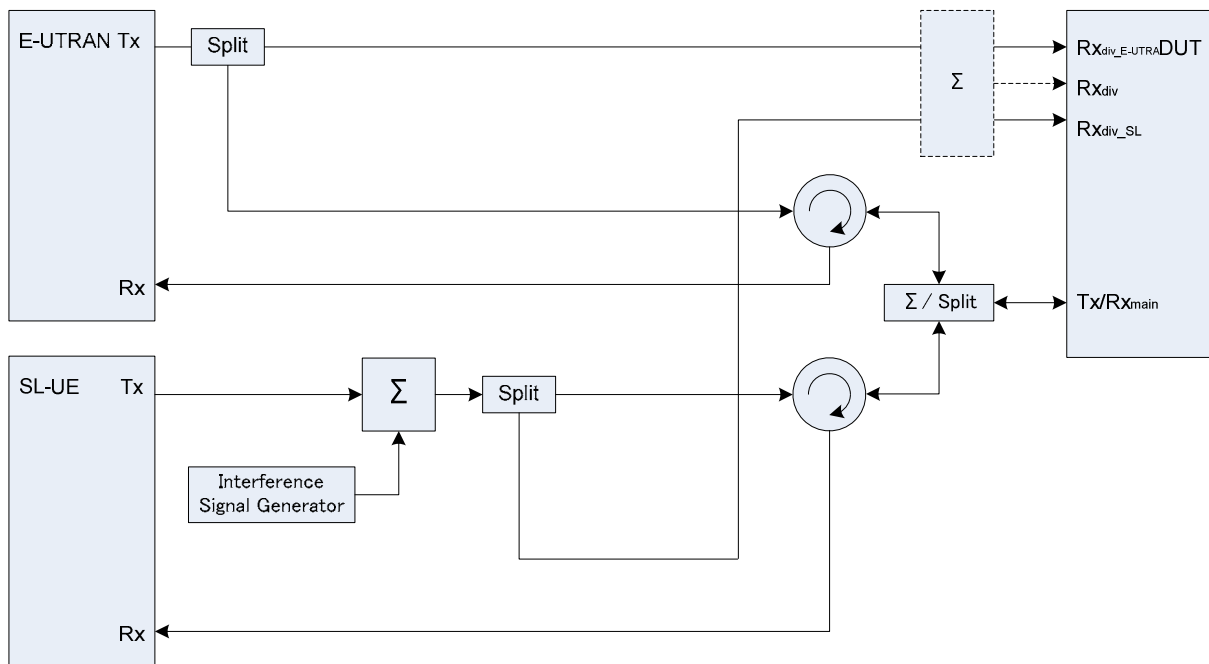 E-UTRAN Tx
Split
Σ
Rxdiv_E-UTRA DUT
Rxdiv
Rxdiv_SL
Rx
Σ / Split
Tx/Rxmain
SL-UE Tx
Σ
Split
Interference
Signal Generator
Rx